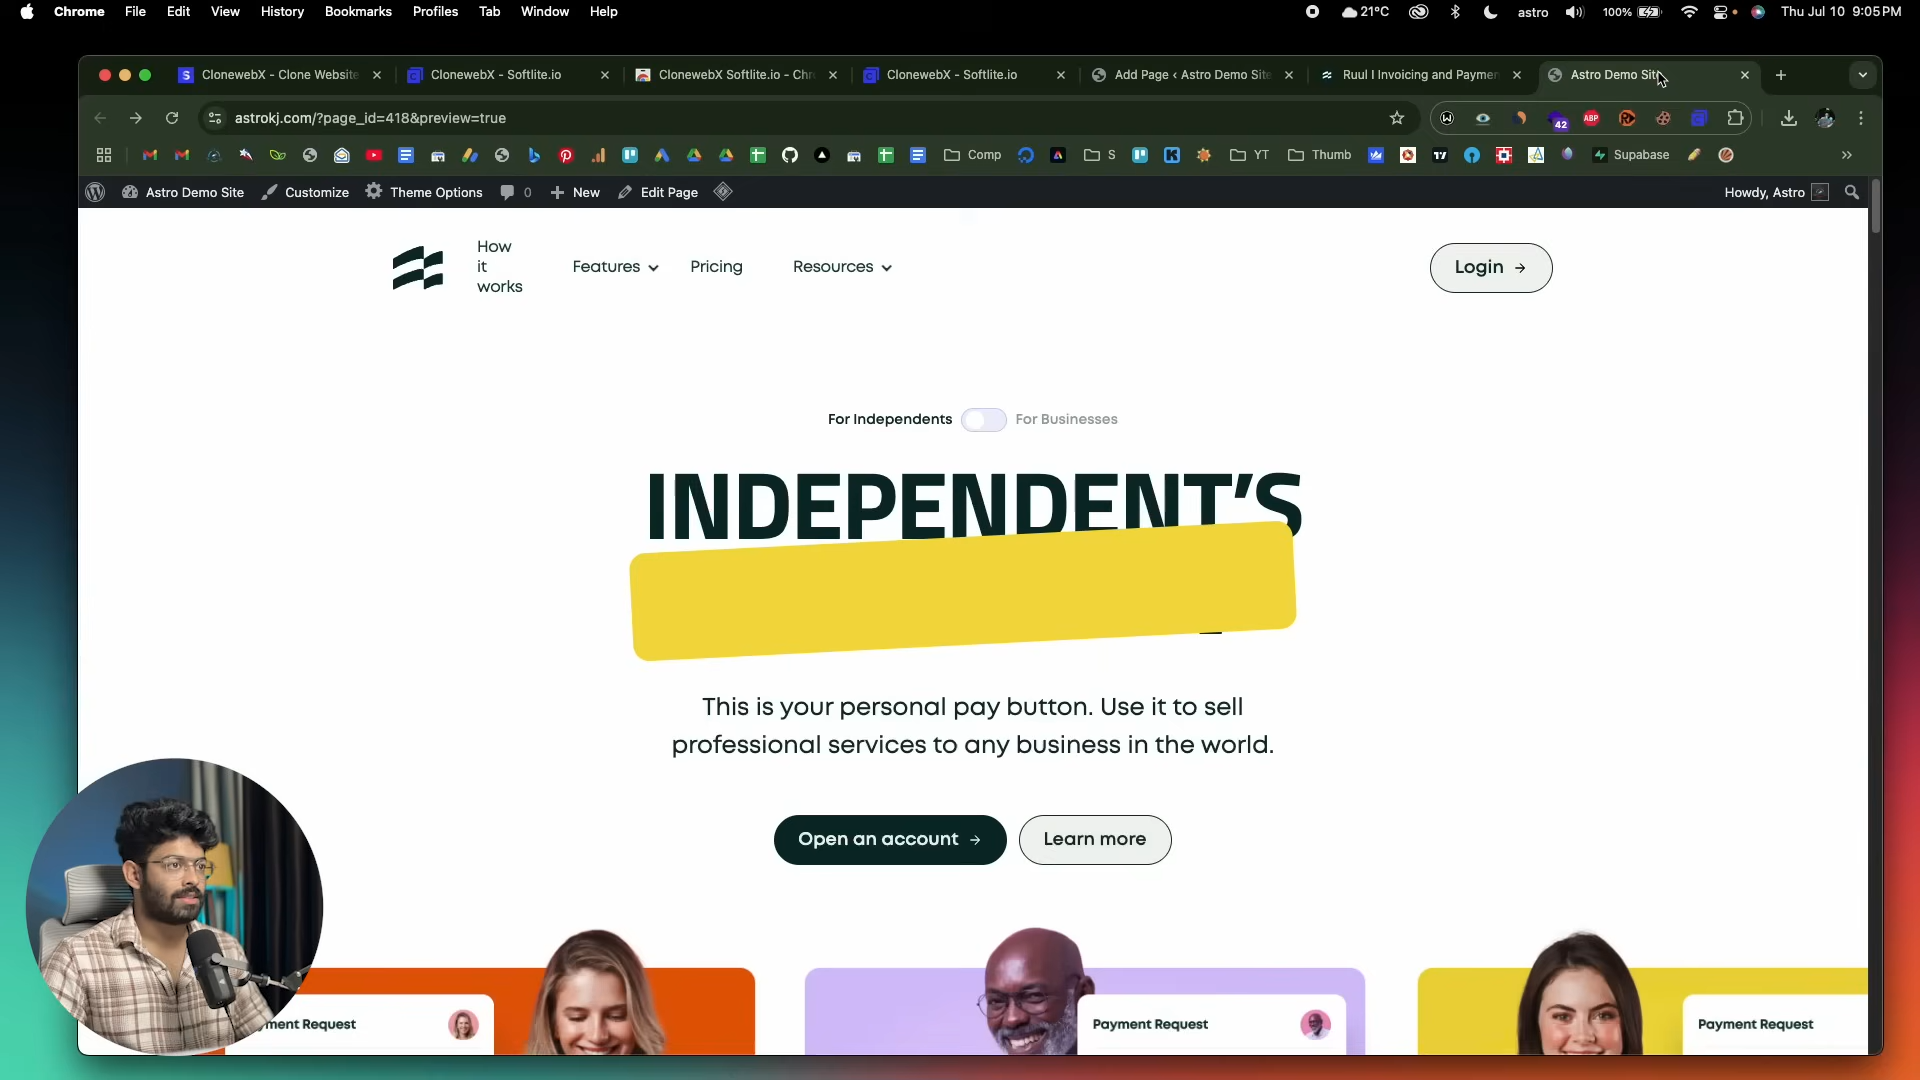 Chrome File Edit View History Bookmarks Profiles Tab Window Help 21°C astro 100% Thu Jul 10 9:05 PM
ClonewebX - Clone Website ClonewebX - Softlite.io ClonewebX Softlite.io - Chr ClonewebX - Softlite.io Add Page ‹ Astro Demo Site Ruul I Invoicing and Paymen Astro Demo Site
astrokj.com/?page_id=418&preview=true 42 ABP
Comp S YT Thumb Supabase
Astro Demo Site Customize Theme Options 0 New Edit Page Howdy, Astro
How
it
works
Features Pricing Resources Login →
For Independents For Businesses
INDEPENDENT’S
This is your personal pay button. Use it to sell
professional services to any business in the world.
Open an account → Learn more
ment Request Payment Request Payment Request